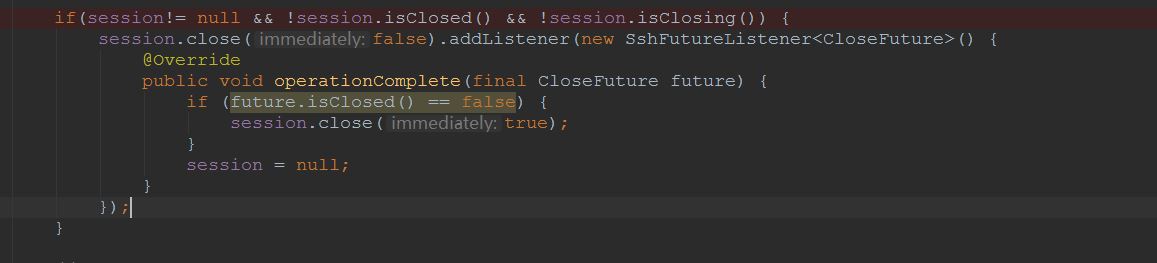 if(session!= null && !session.isClosed() && !session.isClosing()) {
session.close( immediately: false).addListener(new SshFutureListener<CloseFuture>() {
@Override
public void operationComplete(final CloseFuture future) {
if (future.isClosed() == false) {
session.close( immediately: true);
}
session = null;
}
});
}